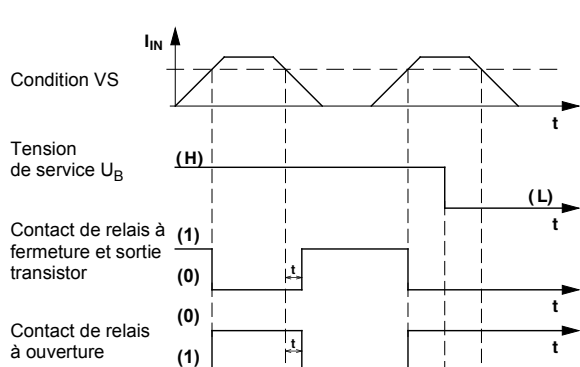 I_IN
Condition VS
t
Tension
de service U_B
(H)
(L)
t
Contact de relais à
fermeture et sortie
transistor
(1)
(0)
t
t
(0)
Contact de relais
à ouverture
(1)
t
t